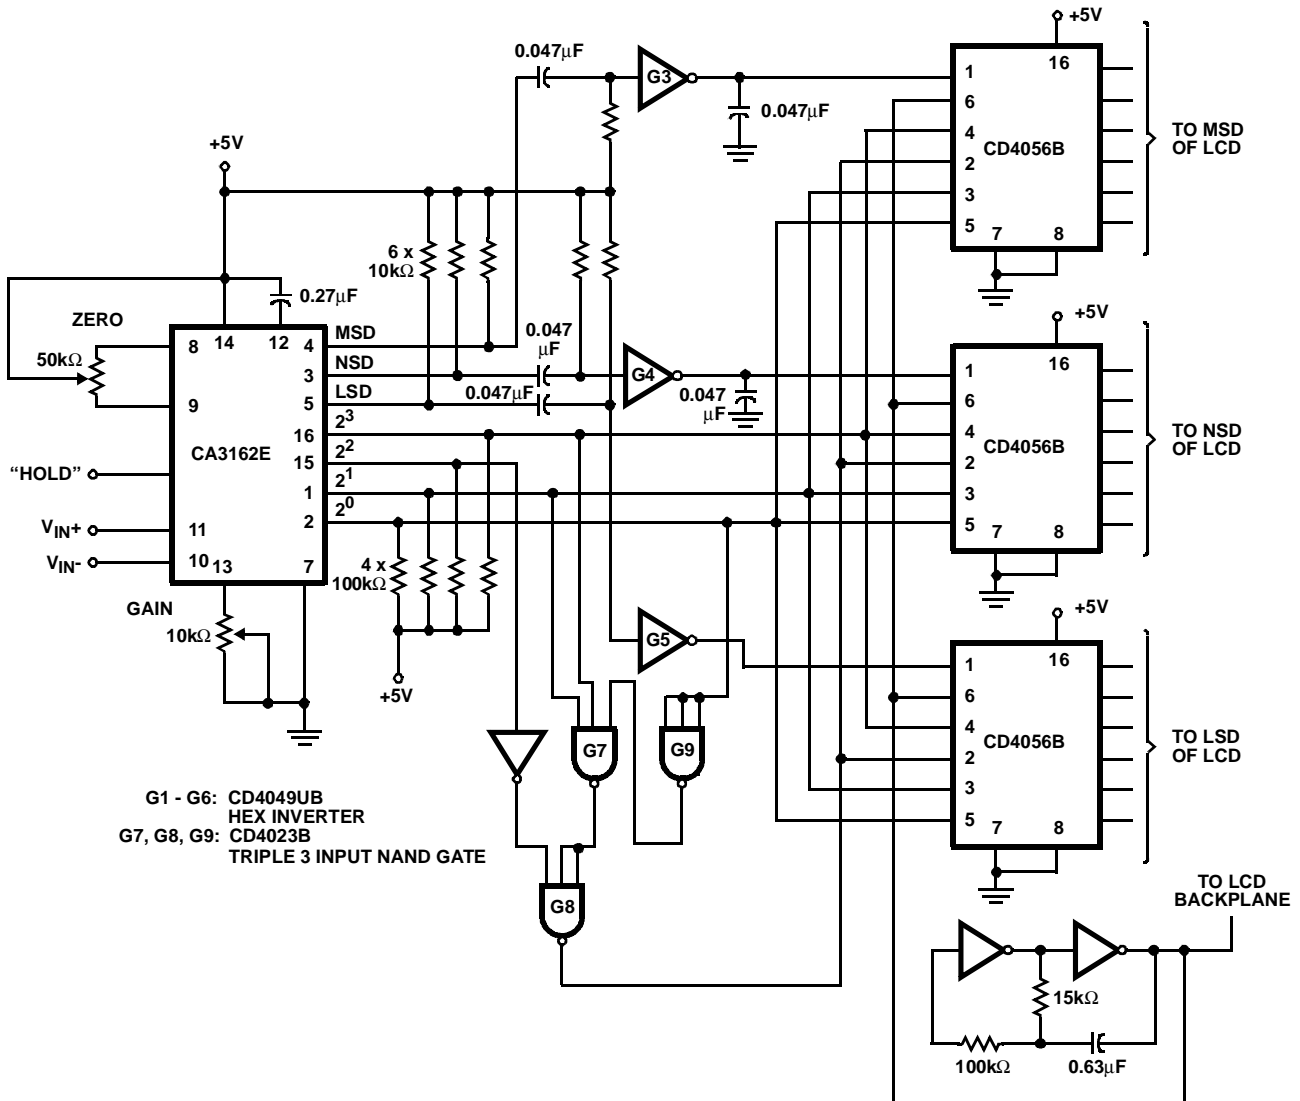 +5V
0.047μF
G3
1
16
6
0.047μF
4
CD4056B
TO MSD
OF LCD
2
3
5
7
8
+5V
6 x
10kΩ
0.27μF
ZERO
8
14
12
4
MSD
50kΩ
3
NSD
9
5
LSD
CA3162E
16
2³
15
2²
1
2¹
2
2⁰
"HOLD"
VIN+
11
VIN-
10
13
7
GAIN
10kΩ
0.047
μF
0.047μF
G4
0.047
μF
4 x
100kΩ
+5V
+5V
16
1
6
4
CD4056B
TO NSD
OF LCD
2
3
5
7
8
G5
+5V
16
1
6
4
CD4056B
TO LSD
OF LCD
2
3
5
7
8
G7
G9
G8
G1 - G6: CD4049UB
HEX INVERTER
G7, G8, G9: CD4023B
TRIPLE 3 INPUT NAND GATE
TO LCD
BACKPLANE
15kΩ
100kΩ
0.63μF